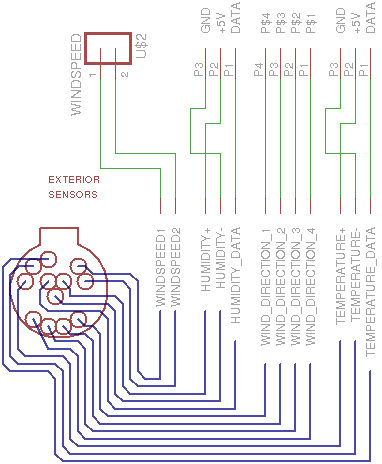 WINDSPEED
U$2
1
2
GND
+5V
DATA
P3
P2
P1
P$4
P$3
P$2
P$1
P4
P3
P2
P1
GND
+5V
DATA
P3
P2
P1
EXTERIOR
SENSORS
WINDSPEED1
WINDSPEED2
HUMIDITY+
HUMIDITY-
HUMIDITY_DATA
WIND_DIRECTION_1
WIND_DIRECTION_2
WIND_DIRECTION_3
WIND_DIRECTION_4
TEMPERATURE+
TEMPERATURE-
TEMPERATURE_DATA